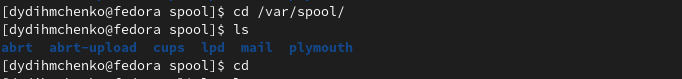 [dydihmchenko@fedora spool]$ cd /var/spool/
[dydihmchenko@fedora spool]$ ls
abrt abrt-upload cups lpd mail plymouth
[dydihmchenko@fedora spool]$ cd